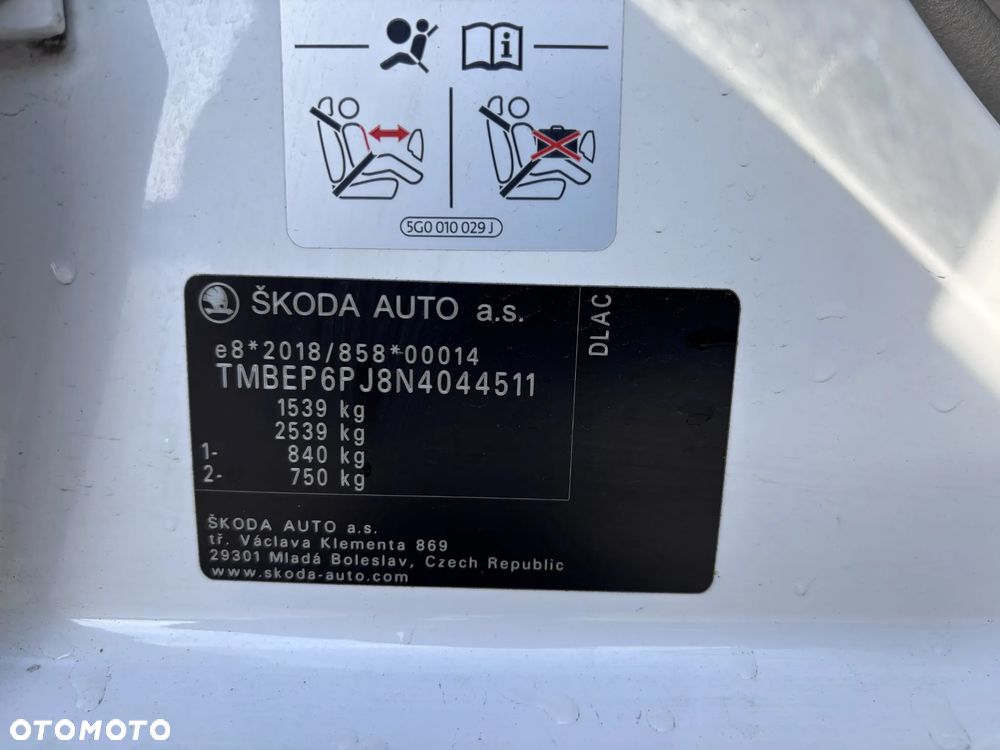 5G0 010 029 J
ŠKODA AUTO a.s.
e8*2018/858*00014
TMBEP6PJ8N4044511
1539 kg
2539 kg
1- 840 kg
2- 750 kg
DLAC
ŠKODA AUTO a.s.
tř. Václava Klementa 869
29301 Mladá Boleslav, Czech Republic
www.skoda-auto.com
OTOMOTO